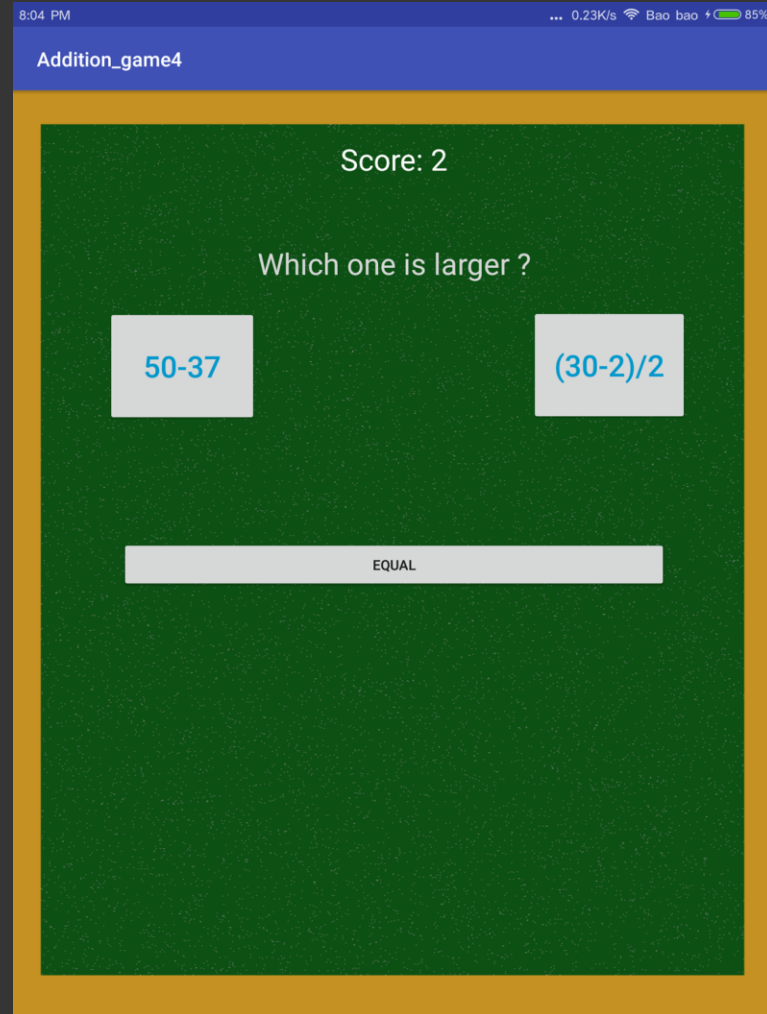 8:04 PM ... 0.23K/s Bao bao 85%
Addition_game4
Score: 2
Which one is larger ?
50-37 (30-2)/2
EQUAL